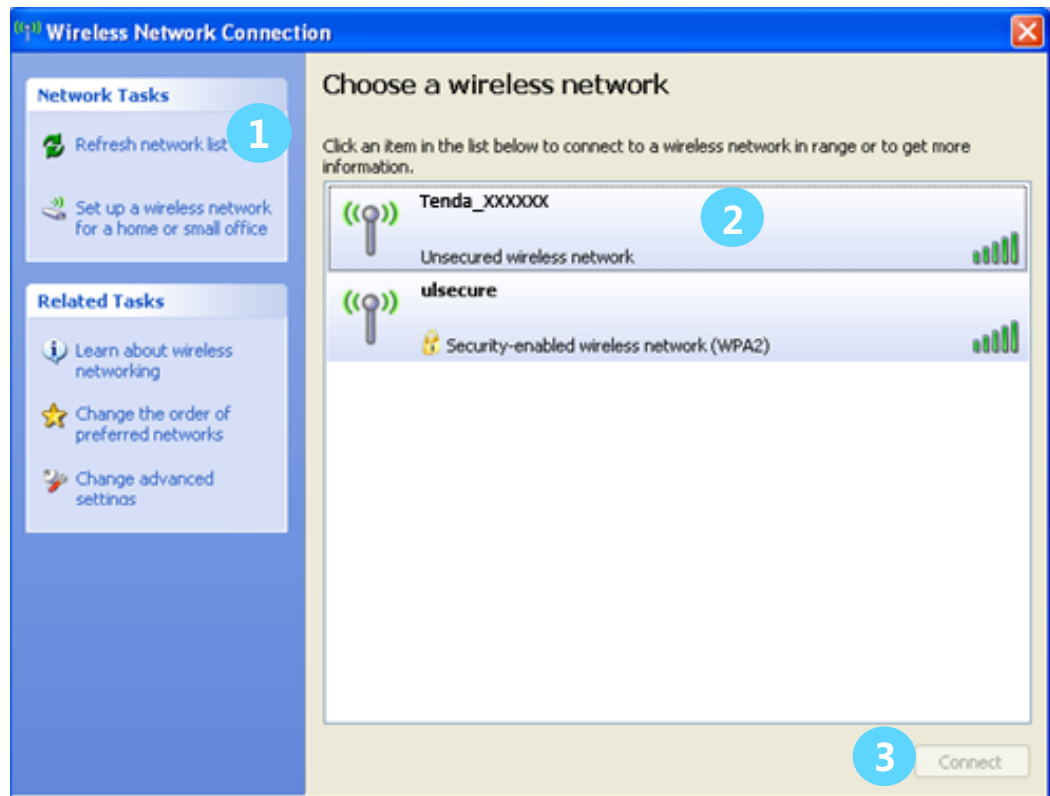 Wireless Network Connection
Network Tasks
Refresh network list
1
Set up a wireless network
for a home or small office
Related Tasks
Learn about wireless
networking
Change the order of
preferred networks
Change advanced
settings
Choose a wireless network
Click an item in the list below to connect to a wireless network in range or to get more
information.
Tenda_XXXXXX
2
Unsecured wireless network
ulsecure
Security-enabled wireless network (WPA2)
3
Connect